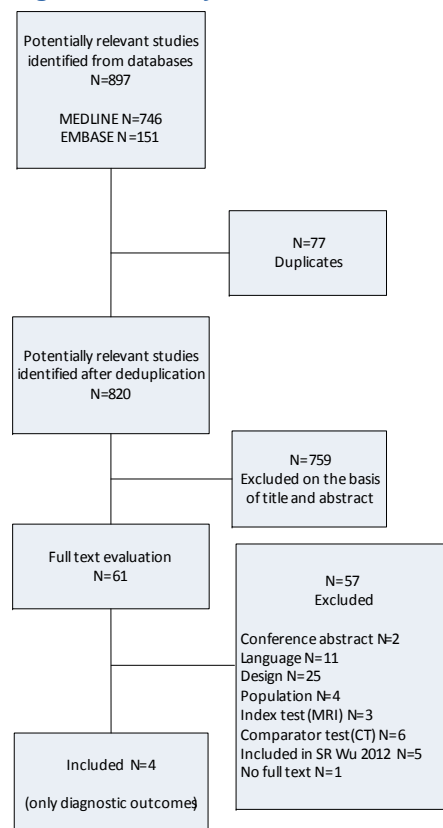 Potentially relevant studies
identified from databases
N=897
MEDLINE N=746
EMBASE N=151
N=77
Duplicates
Potentially relevant studies
identified after deduplication
N=820
N=759
Excluded on the basis
of title and abstract
Full text evaluation
N=61
N=57
Excluded
Conference abstract N=2
Language N=11
Design N=25
Population N=4
Index test (MRI) N=3
Comparator test (CT) N=6
Included in SR Wu 2012 N=5
No full text N=1
Included N=4
(only diagnostic outcomes)